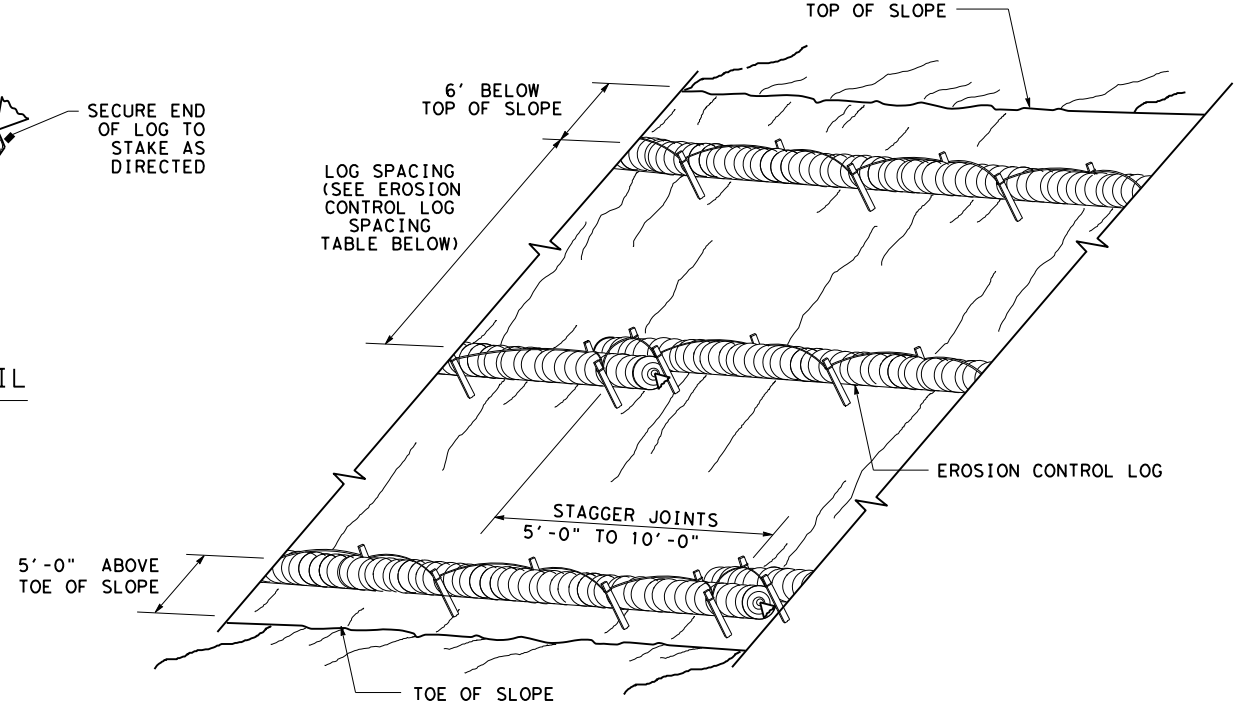 TOP OF SLOPE
6' BELOW
TOP OF SLOPE
SECURE END
OF LOG TO
STAKE AS
DIRECTED
LOG SPACING
(SEE EROSION
CONTROL LOG
SPACING
TABLE BELOW)
IL
EROSION CONTROL LOG
STAGGER JOINTS
5'-0" TO 10'-0"
5'-0" ABOVE
TOE OF SLOPE
TOE OF SLOPE